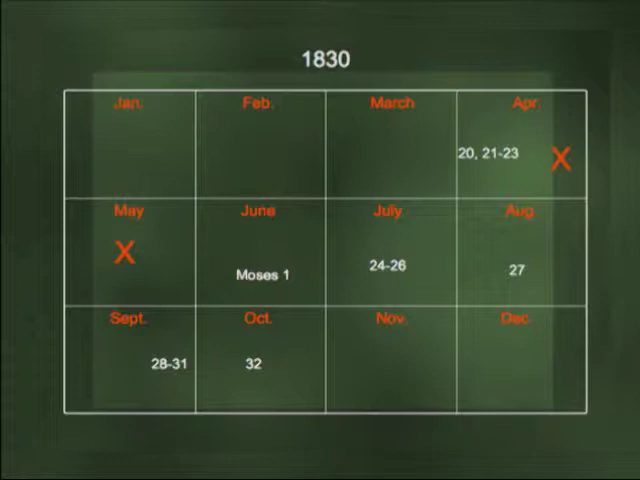 1830
Jan. Feb. March Apr.
20, 21-23 X
May June July Aug.
X
Moses 1 24-26 27
Sept. Oct. Nov. Dec.
28-31 32